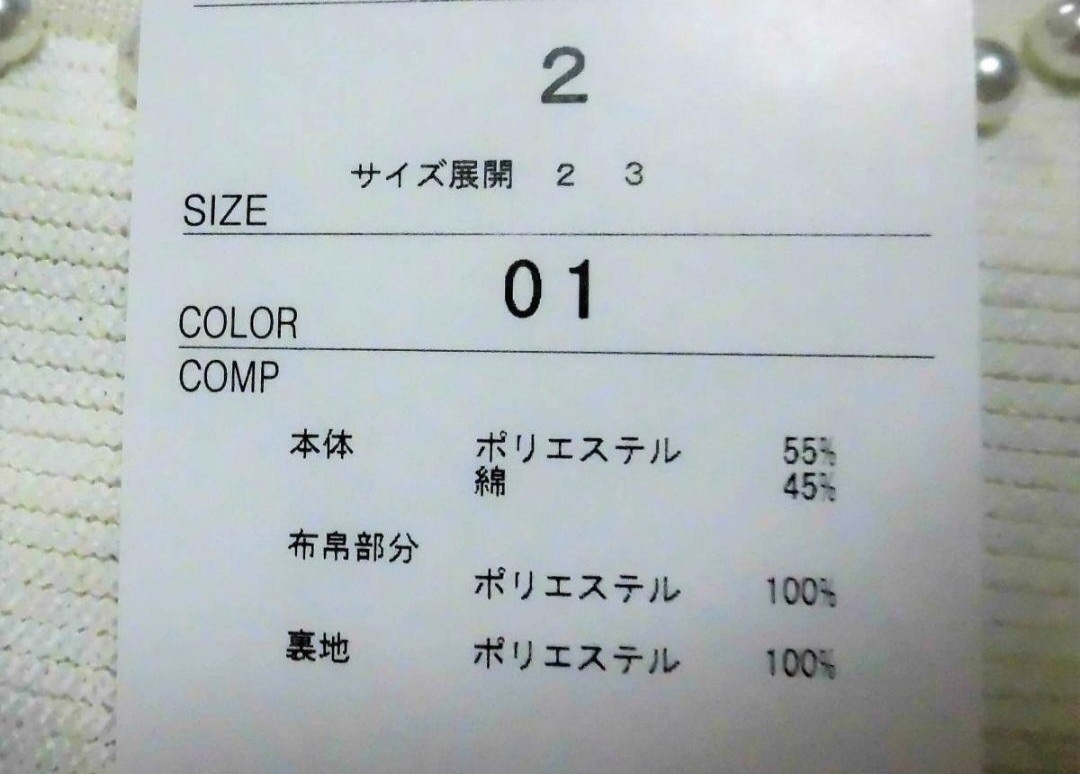 2
サイズ展開 2 3
SIZE
01
COLOR
COMP
本体 ポリエステル 55%
綿 45%
布帛部分
ポリエステル 100%
裏地 ポリエステル 100%